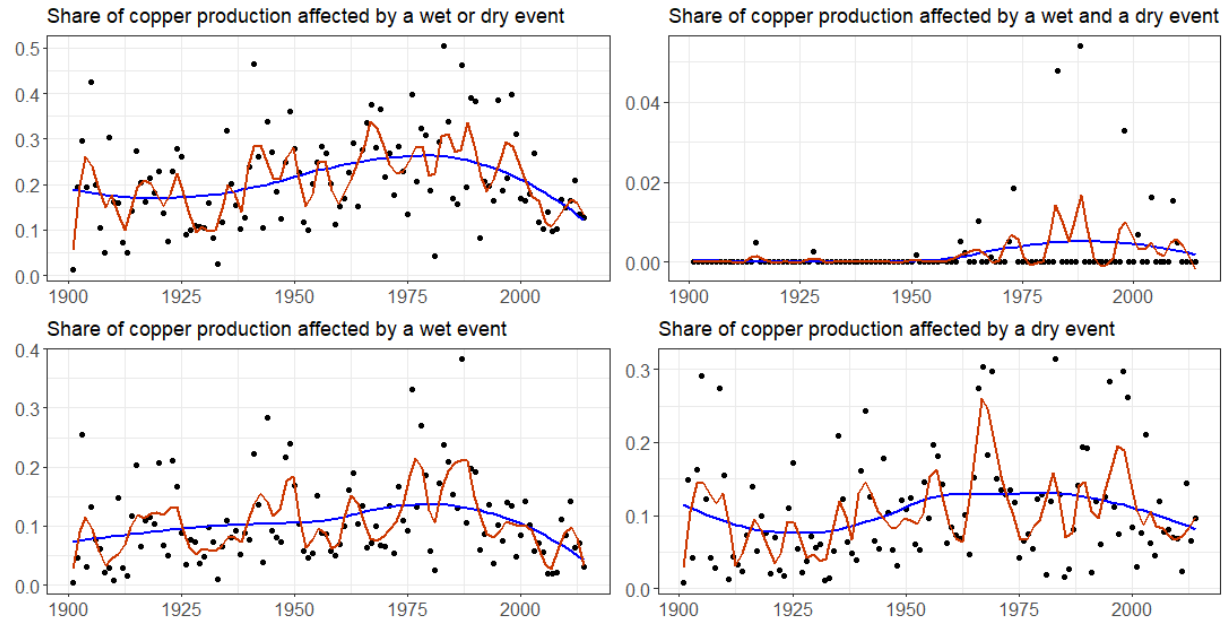 Share of copper production affected by a wet or dry event
0.5
0.4
0.3
0.2
0.1
0.0
1900 1925 1950 1975 2000
Share of copper production affected by a wet and a dry event
0.04
0.02
0.00
1900 1925 1950 1975 2000
Share of copper production affected by a wet event
0.4
0.3
0.2
0.1
0.0
1900 1925 1950 1975 2000
Share of copper production affected by a dry event
0.3
0.2
0.1
0.0
1900 1925 1950 1975 2000